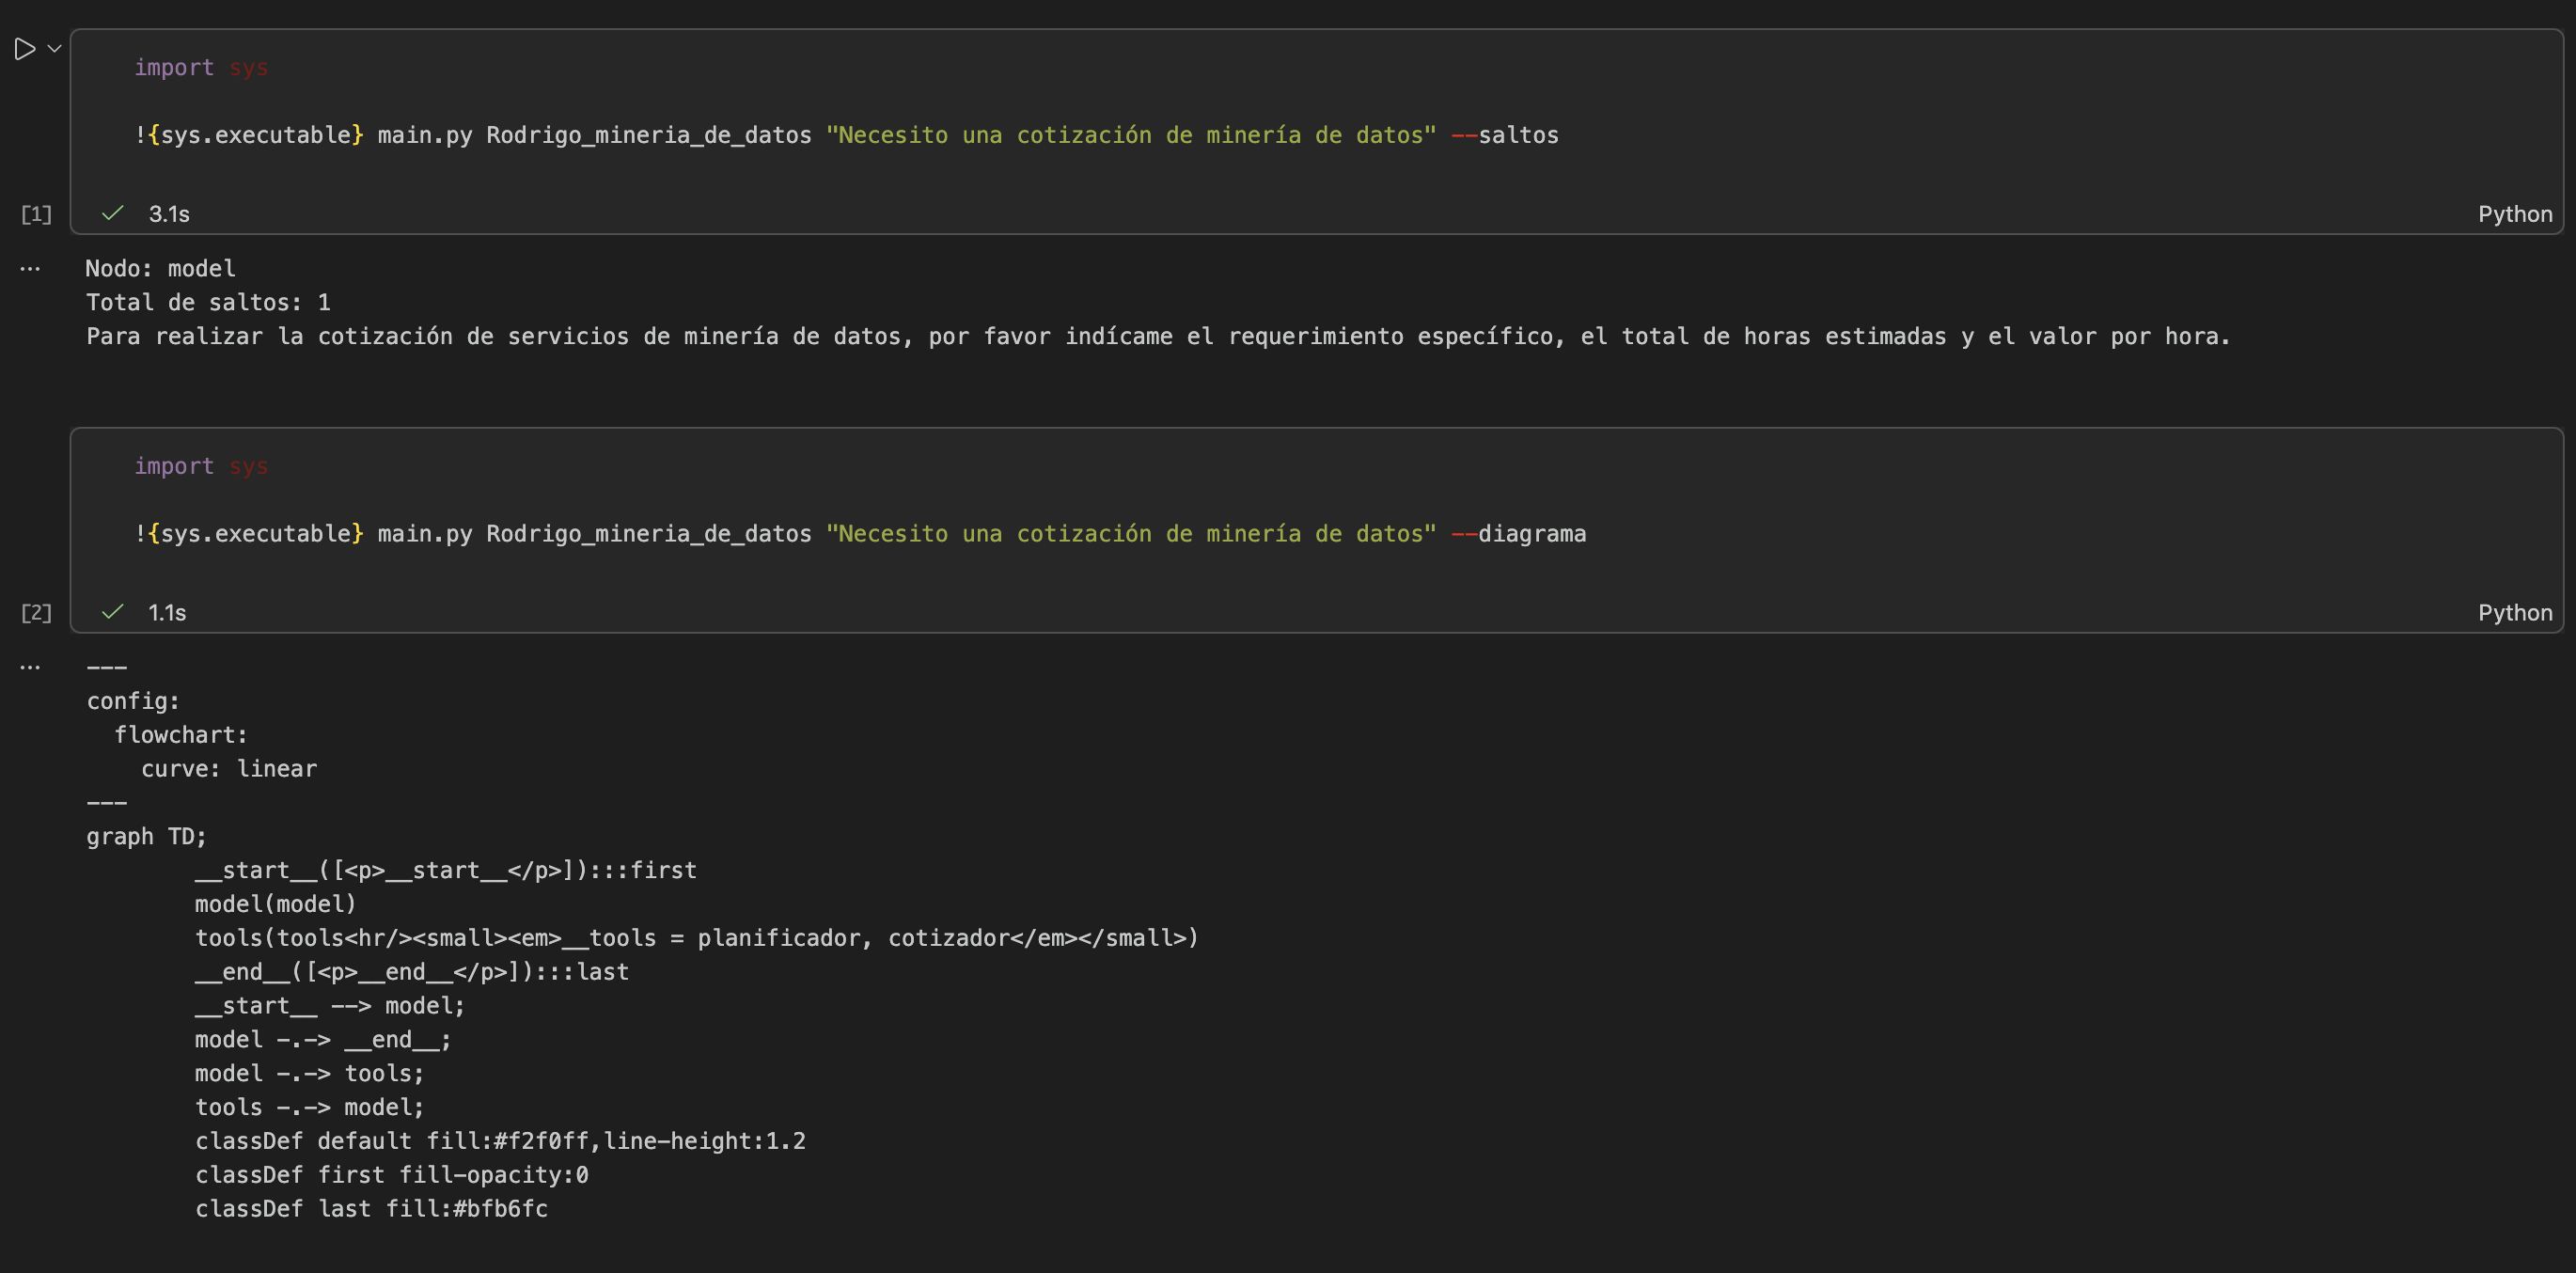 import sys
!{sys.executable} main.py Rodrigo_mineria_de_datos "Necesito una cotización de minería de datos" --saltos
[1] 3.1s Python
Nodo: model
Total de saltos: 1
Para realizar la cotización de servicios de minería de datos, por favor indícame el requerimiento específico, el total de horas estimadas y el valor por hora.
import sys
!{sys.executable} main.py Rodrigo_mineria_de_datos "Necesito una cotización de minería de datos" --diagrama
[2] 1.1s Python
---
config:
  flowchart:
    curve: linear
---
graph TD;
        __start__([<p>__start__</p>]):::first
        model(model)
        tools(tools<hr/><small><em>__tools = planificador, cotizador</em></small>)
        __end__([<p>__end__</p>]):::last
        __start__ --> model;
        model -.-> __end__;
        model -.-> tools;
        tools -.-> model;
        classDef default fill:#f2f0ff,line-height:1.2
        classDef first fill-opacity:0
        classDef last fill:#bfb6fc